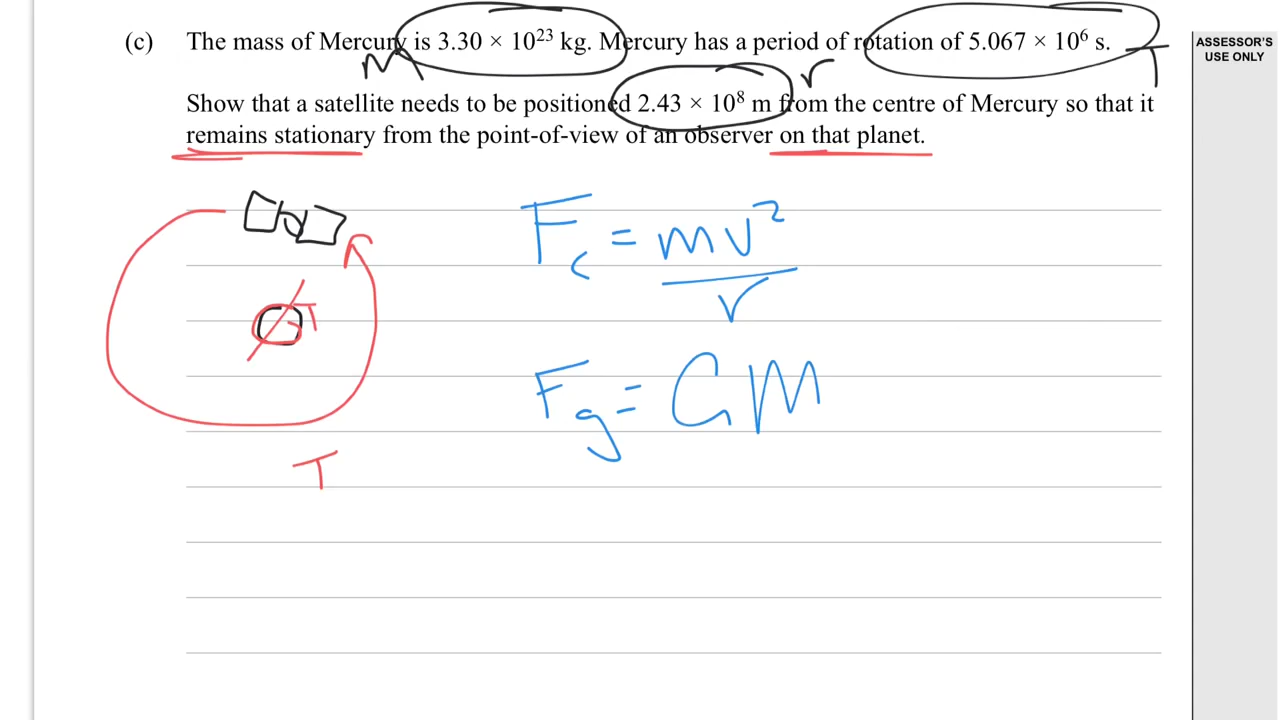 (c) The mass of Mercury is 3.30 × 10²³ kg. Mercury has a period of rotation of 5.067 × 10⁶ s.
ASSESSOR'S
USE ONLY
M r T
Show that a satellite needs to be positioned 2.43 × 10⁸ m from the centre of Mercury so that it
remains stationary from the point-of-view of an observer on that planet.
F_c = mv²/r
T
F_g = GM
T